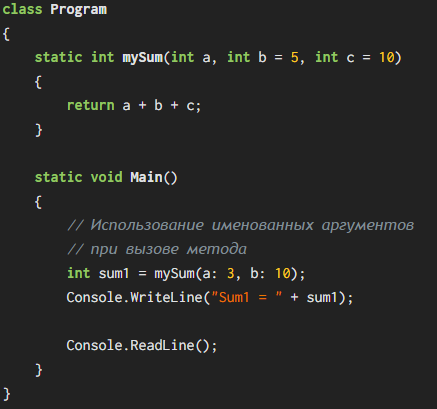 class Program
{
    static int mySum(int a, int b = 5, int c = 10)
    {
        return a + b + c;
    }

    static void Main()
    {
        // Использование именованных аргументов
        // при вызове метода
        int sum1 = mySum(a: 3, b: 10);
        Console.WriteLine("Sum1 = " + sum1);

        Console.ReadLine();
    }
}